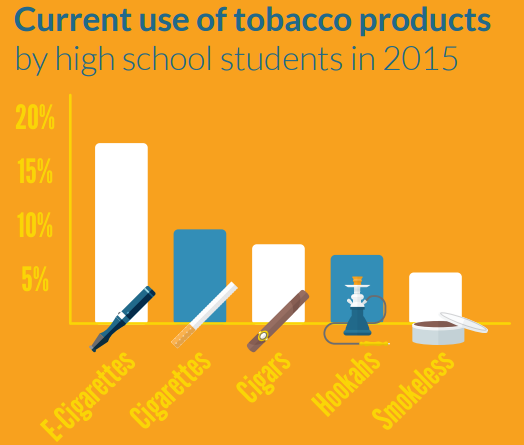 Current use of tobacco products
by high school students in 2015
20%
15%
10%
5%
E-Cigarettes
Cigarettes
Cigars
Hookahs
Smokeless